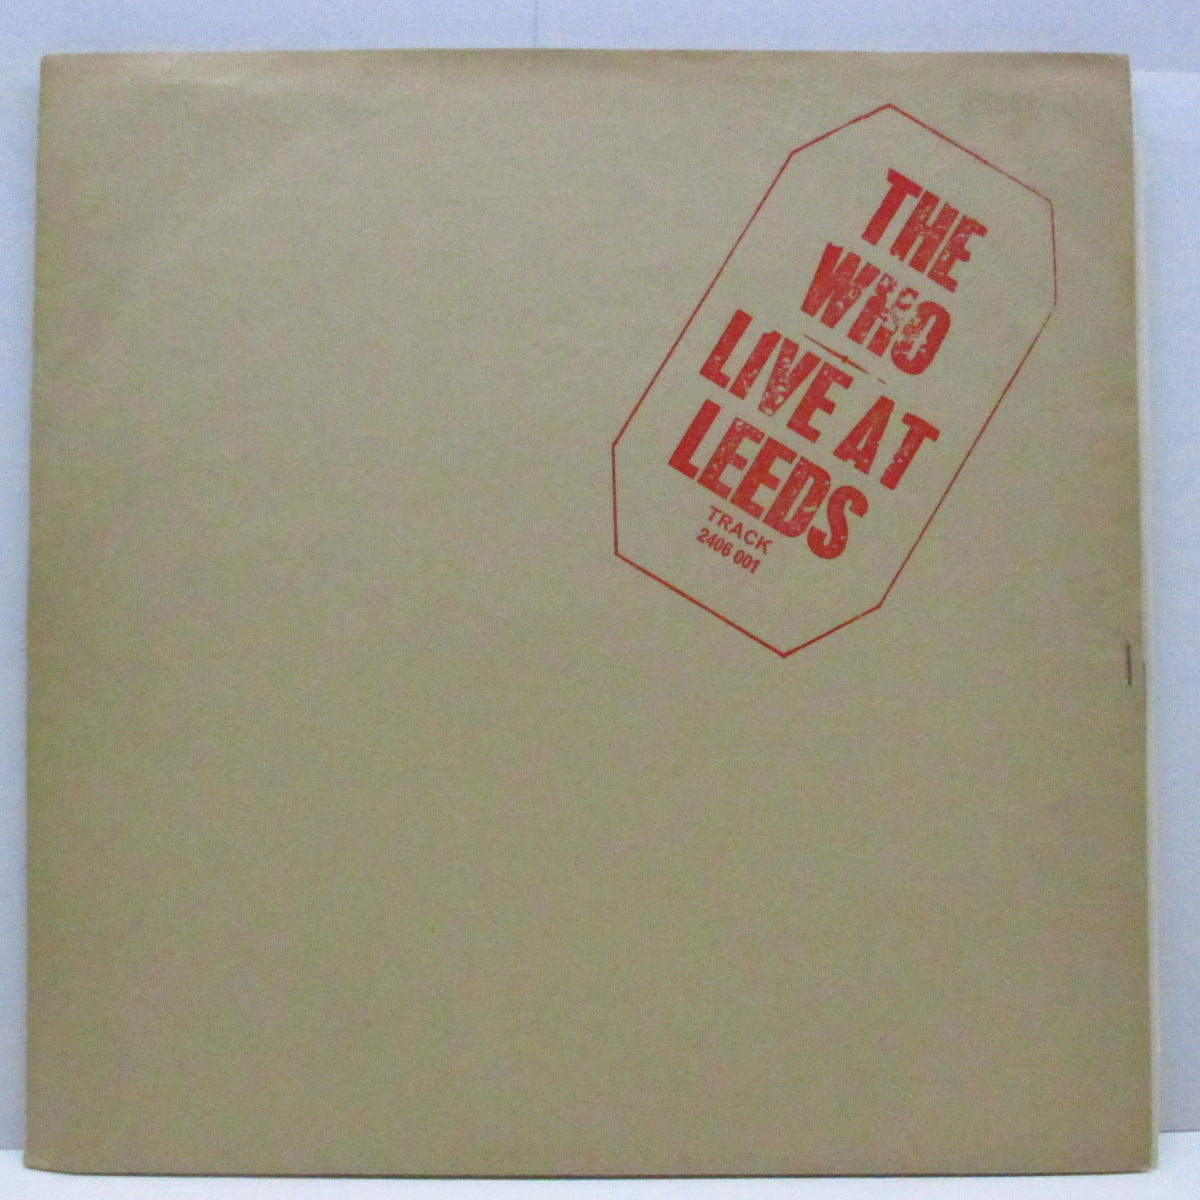 THE
WHO
LIVE AT
LEEDS
TRACK
2406 001